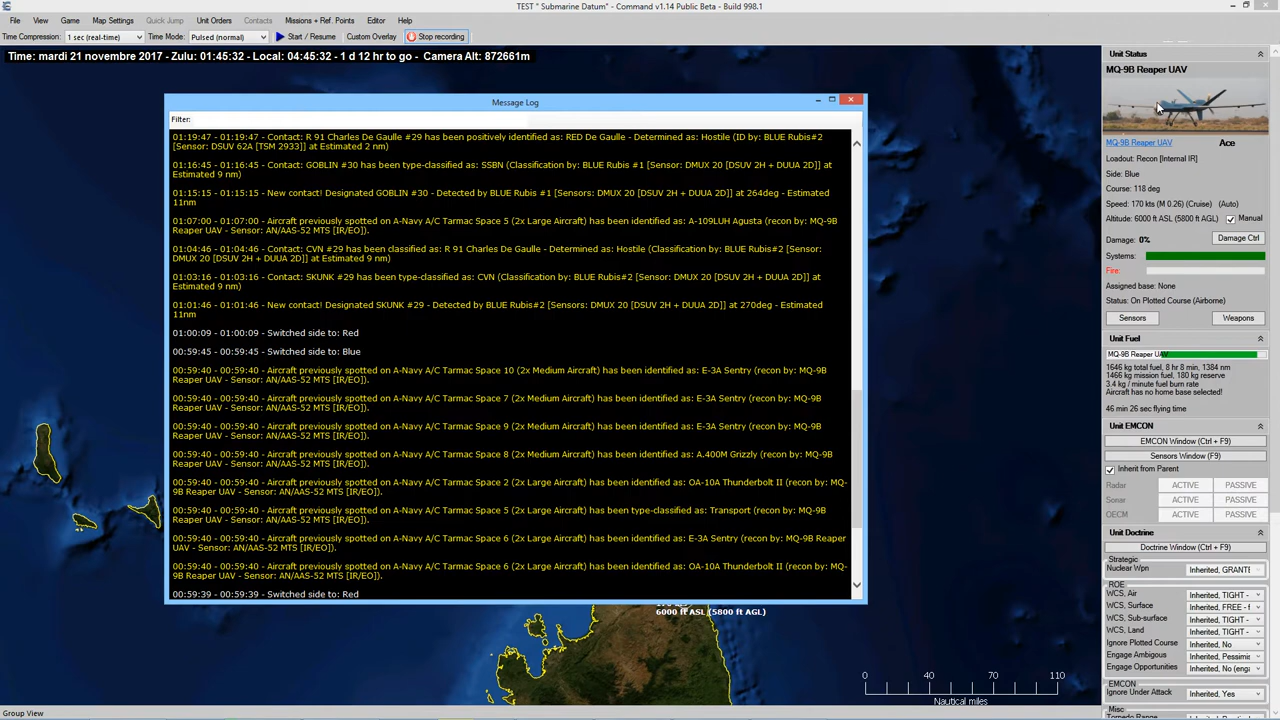 TEST " Submarine Datum" - Command v1.14 Public Beta - Build 998.1
File View Game Map Settings Quick Jump Unit Orders Contacts Missions + Ref. Points Editor Help
Time Compression: 1 sec (real-time) Time Mode: Pulsed (normal) Start / Resume Custom Overlay Stop recording
Time: mardi 21 novembre 2017 - Zulu: 01:45:32 - Local: 04:45:32 - 1 d 12 hr to go - Camera Alt: 872661m
Message Log
Filter:
01:19:47 - 01:19:47 - Contact: R 91 Charles De Gaulle #29 has been positively identified as: RED De Gaulle - Determined as: Hostile (ID by: BLUE Rubis#2
[Sensor: DSUV 62A [TSM 2933]] at Estimated 2 nm)
01:16:45 - Contact: GOBLIN #30 has been type-classified as: SSBN (Classification by: BLUE Rubis #1 [Sensor: DMUX 20 [DSUV 2H + DUUA 2D]] at
Estimated 9 nm)
01:15:15 - 01:15:15 - New contact! Designated GOBLIN #30 - Detected by BLUE Rubis #1 [Sensors: DMUX 20 [DSUV 2H + DUUA 2D]] at 264deg - Estimated
11nm
01:07:00 - 01:07:00 - Aircraft previously spotted on A-Navy A/C Tarmac Space 5 (2x Large Aircraft) has been identified as: A-109LUH Agusta (recon by: MQ-9B
Reaper UAV - Sensor: AN/AAS-52 MTS [IR/EO]).
01:04:46 - Contact: CVN #29 has been classified as: R 91 Charles De Gaulle - Determined as: Hostile (Classification by: BLUE Rubis#2 [Sensor:
DMUX 20 [DSUV 2H + DUUA 2D]] at Estimated 9 nm)
01:03:16 - Contact: SKUNK #29 has been type-classified as: CVN (Classification by: BLUE Rubis#2 [Sensor: DMUX 20 [DSUV 2H + DUUA 2D]] at
Estimated 9 nm)
01:01:46 - New contact! Designated SKUNK #29 - Detected by BLUE Rubis#2 [Sensors: DMUX 20 [DSUV 2H + DUUA 2D]] at 270deg - Estimated
11nm
01:00:09 - 01:00:09 - Switched side to: Red
00:59:45 - 00:59:45 - Switched side to: Blue
00:59:40 - 00:59:40 - Aircraft previously spotted on A-Navy A/C Tarmac Space 10 (2x Medium Aircraft) has been identified as: E-3A Sentry (recon by: MQ-9B
Reaper UAV - Sensor: AN/AAS-52 MTS [IR/EO]).
00:59:40 - 00:59:40 - Aircraft previously spotted on A-Navy A/C Tarmac Space 7 (2x Medium Aircraft) has been identified as: E-3A Sentry (recon by: MQ-9B
Reaper UAV - Sensor: AN/AAS-52 MTS [IR/EO]).
00:59:40 - 00:59:40 - Aircraft previously spotted on A-Navy A/C Tarmac Space 9 (2x Medium Aircraft) has been identified as: E-3A Sentry (recon by: MQ-9B
Reaper UAV - Sensor: AN/AAS-52 MTS [IR/EO]).
00:59:40 - 00:59:40 - Aircraft previously spotted on A-Navy A/C Tarmac Space 8 (2x Medium Aircraft) has been identified as: A.400M Grizzly (recon by: MQ-
9B Reaper UAV - Sensor: AN/AAS-52 MTS [IR/EO]).
00:59:40 - 00:59:40 - Aircraft previously spotted on A-Navy A/C Tarmac Space 2 (2x Large Aircraft) has been identified as: OA-10A Thunderbolt II (recon by: MQ-
9B Reaper UAV - Sensor: AN/AAS-52 MTS [IR/EO]).
00:59:40 - 00:59:40 - Aircraft previously spotted on A-Navy A/C Tarmac Space 5 (2x Large Aircraft) has been type-classified as: Transport (recon by: MQ-9B
Reaper UAV - Sensor: AN/AAS-52 MTS [IR/EO]).
00:59:40 - 00:59:40 - Aircraft previously spotted on A-Navy A/C Tarmac Space 6 (2x Large Aircraft) has been identified as: E-3A Sentry (recon by: MQ-9B Reaper
UAV - Sensor: AN/AAS-52 MTS [IR/EO]).
00:59:40 - 00:59:40 - Aircraft previously spotted on A-Navy A/C Tarmac Space 6 (2x Large Aircraft) has been identified as: OA-10A Thunderbolt II (recon by: MQ-
9B Reaper UAV - Sensor: AN/AAS-52 MTS [IR/EO]).
00:59:39 - 00:59:39 - Switched side to: Red
6000 ft ASL (5800 ft AGL)
0 40 70 110
Nautical miles
Group View
Unit Status
MQ-9B Reaper UAV
MQ-9B Reaper UAV Ace
Loadout: Recon [Internal IR]
Side: Blue
Course: 118 deg
Speed: 170 kts (M 0.26) (Cruise) (Auto)
Altitude: 6000 ft ASL (5800 ft AGL) Manual
Damage: 0% Damage Ctrl
Systems:
Fire:
Assigned base: None
Status: On Plotted Course (Airborne)
Sensors Weapons
Unit Fuel
MQ-9B Reaper UAV
1646 kg total fuel, 8 hr 8 min, 1384 nm
1466 kg mission fuel, 180 kg reserve
3.4 kg / minute fuel burn rate
Aircraft has no home base selected!
46 min 26 sec flying time
Unit EMCON
EMCON Window (Ctrl + F9)
Sensors Window (F9)
Inherit from Parent
Radar ACTIVE PASSIVE
Sonar ACTIVE PASSIVE
OECM ACTIVE PASSIVE
Unit Doctrine
Doctrine Window (Ctrl + F9)
Strategic
Nuclear Wpn Inherited, GRANTE
ROE
WCS, Air Inherited, TIGHT -
WCS, Surface Inherited, FREE - f
WCS, Sub-surface Inherited, TIGHT -
WCS, Land Inherited, TIGHT -
Ignore Plotted Course Inherited, No
Engage Ambiguous Inherited, Pessimi
Engage Opportunities Inherited, No (eng
EMCON
Ignore Under Attack Inherited, Yes
Misc